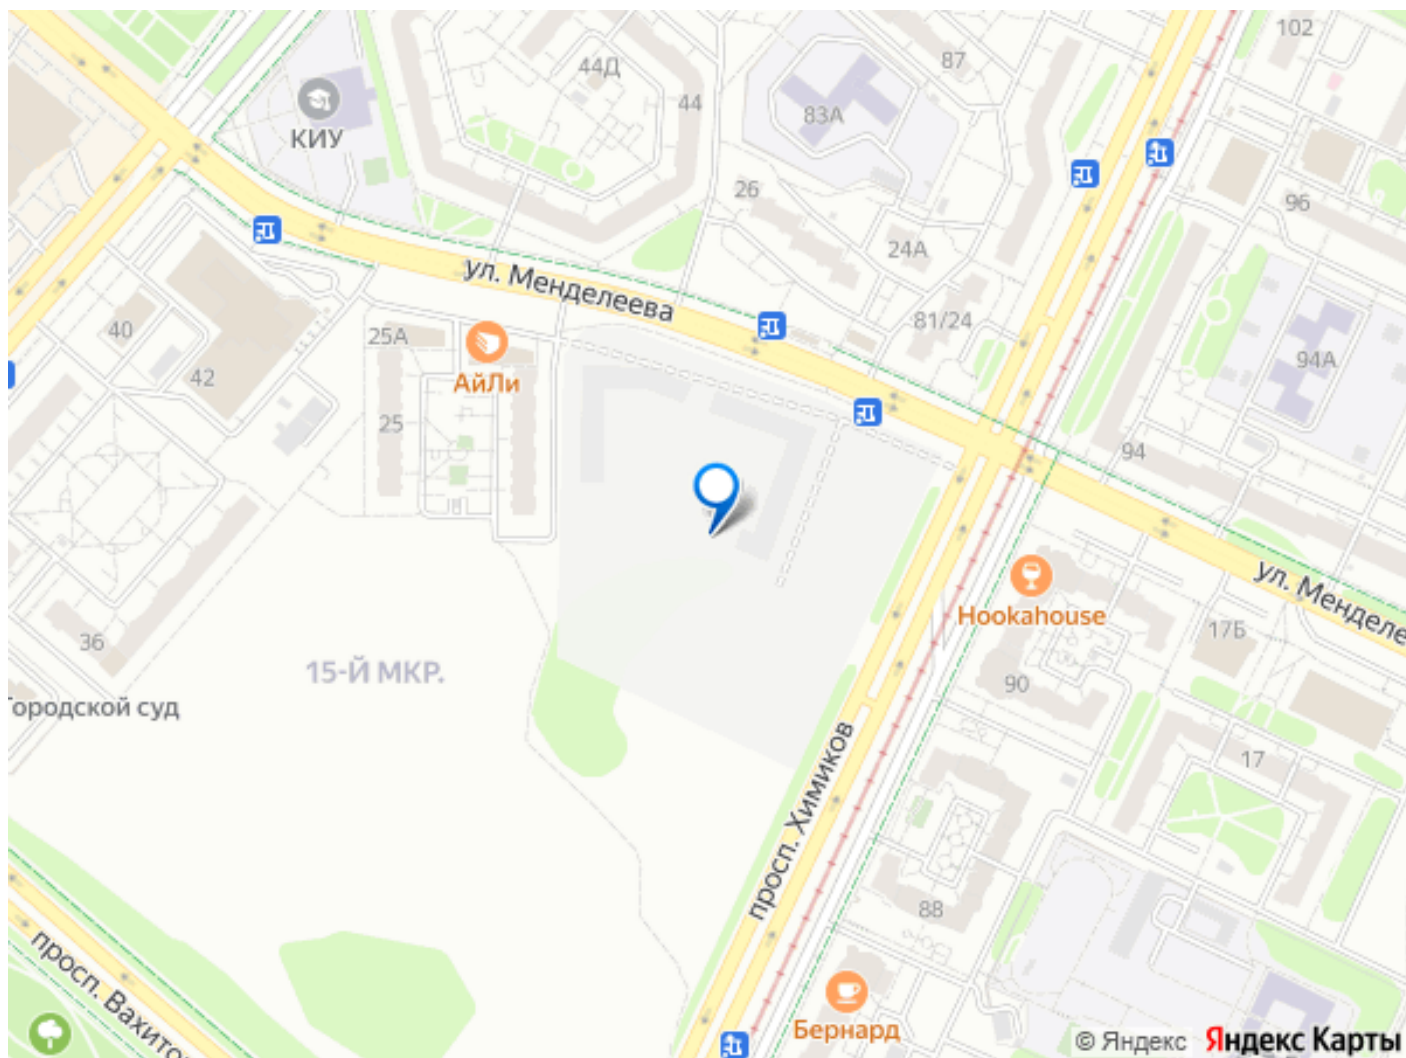 102
87
44Д
44
83А
КИУ
26
96
24А
ул. Менделеева
81/24
40
25А
94А
42
АйЛи
25
94
ул. Менделе
Hookahouse
17Б
36
15-Й МКР.
90
Городской суд
17
просп. Химиков
88
просп. Вахитов
Бернард
© Яндекс Яндекс Карты